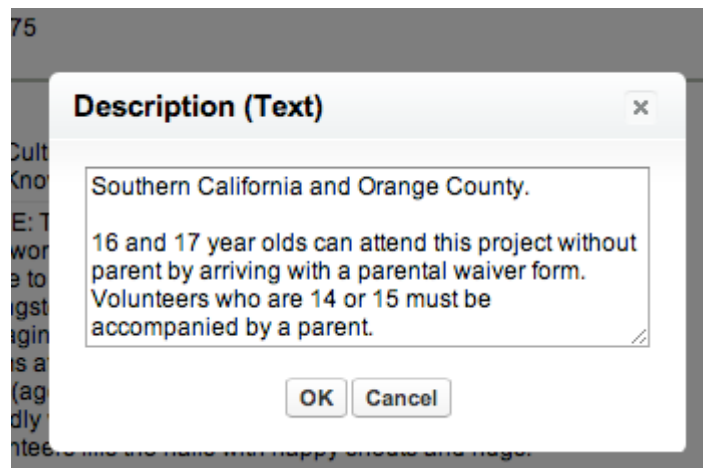 75
Description (Text)
Southern California and Orange County.
16 and 17 year olds can attend this project without
parent by arriving with a parental waiver form.
Volunteers who are 14 or 15 must be
accompanied by a parent.
OK Cancel